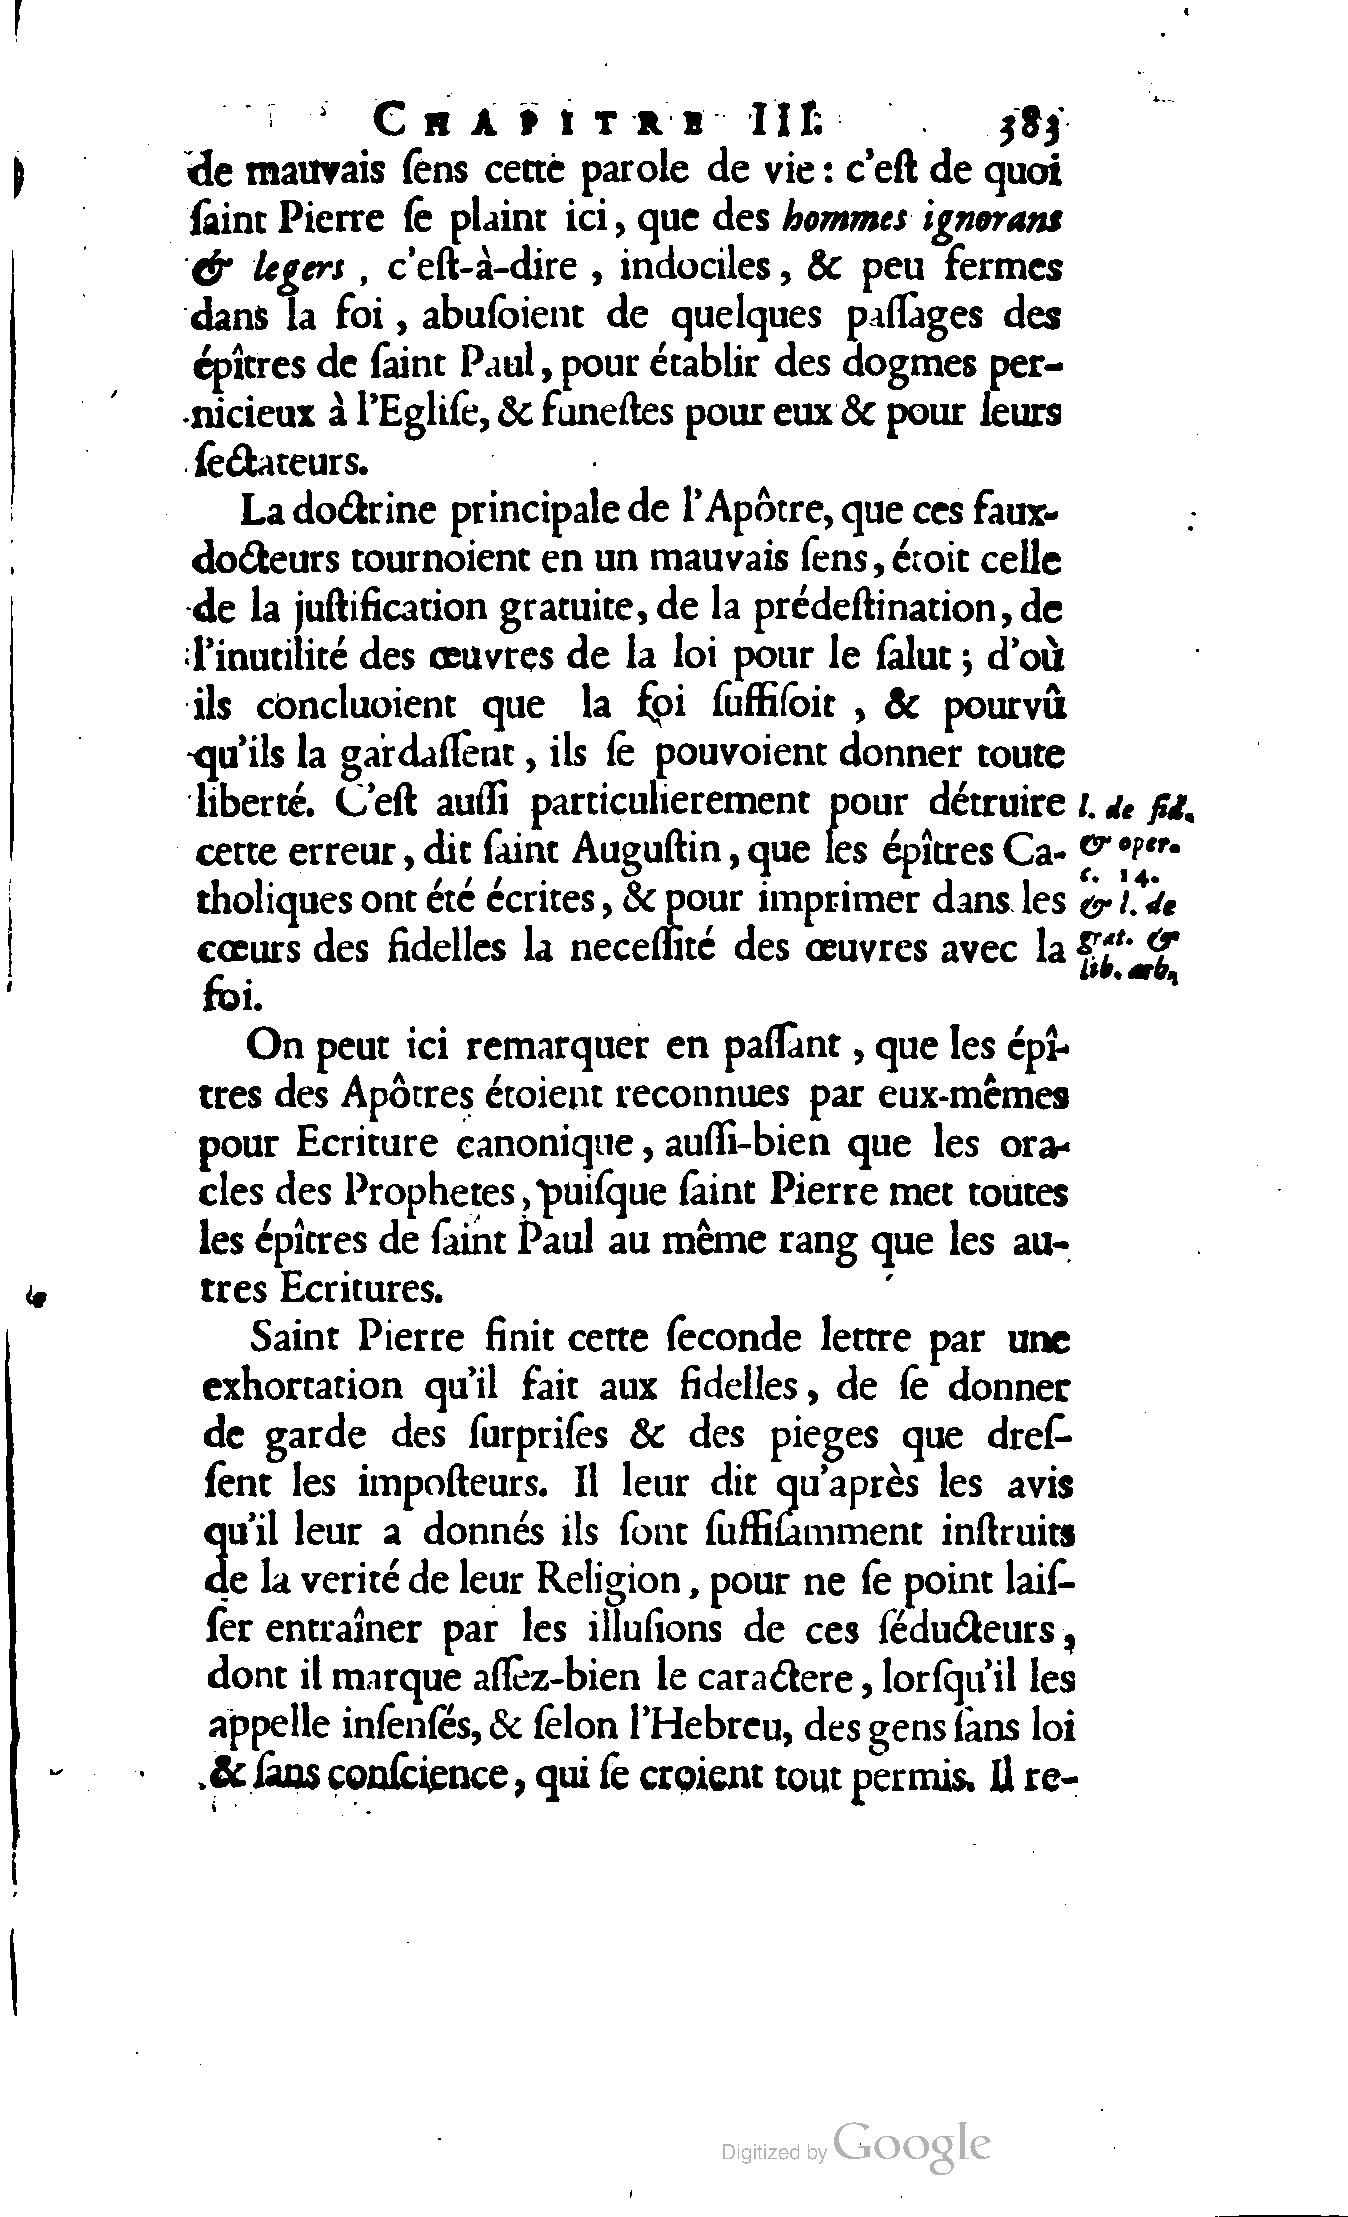 CHAPITRE III. 383
de mauvais ſens cette parole de vie : c'eſt de quoi
ſaint Pierre ſe plaint ici, que des hommes ignorans
& legers, c'eſt-à-dire, indociles, & peu fermes
dans la foi, abuſoient de quelques paſſages des
épîtres de ſaint Paul, pour établir des dogmes per-
nicieux à l'Egliſe, & funeſtes pour eux & pour leurs
ſectateurs.
La doctrine principale de l'Apôtre, que ces faux-
docteurs tournoient en un mauvais ſens, étoit celle
de la juſtification gratuite, de la prédeſtination, de
l'inutilité des œuvres de la loi pour le ſalut ; d'où
ils concluoient que la foi ſuffiſoit, & pourvû
qu'ils la gardaſſent, ils ſe pouvoient donner toute
liberté. C'eſt auſſi particulierement pour détruire
cette erreur, dit ſaint Auguſtin, que les épîtres Ca-
tholiques ont été écrites, & pour imprimer dans les
cœurs des fidelles la neceſſité des œuvres avec la
foi.
l. de fid.
& oper.
c. 14.
& l. de
grat. &
lib. arb.
On peut ici remarquer en paſſant, que les épî-
tres des Apôtres étoient reconnues par eux-mêmes
pour Ecriture canonique, auſſi-bien que les ora-
cles des Prophetes, puiſque ſaint Pierre met toutes
les épîtres de ſaint Paul au même rang que les au-
tres Ecritures.
Saint Pierre finit cette ſeconde lettre par une
exhortation qu'il fait aux fidelles, de ſe donner
de garde des ſurpriſes & des pieges que dreſ-
ſent les impoſteurs. Il leur dit qu'après les avis
qu'il leur a donnés ils ſont ſuffiſamment inſtruits
de la verité de leur Religion, pour ne ſe point laiſ-
ſer entraîner par les illuſions de ces ſéducteurs,
dont il marque aſſez-bien le caractere, lorſqu'il les
appelle inſenſés, & ſelon l'Hebreu, des gens ſans loi
& ſans conſcience, qui ſe croient tout permis. Il re-
Digitized by Google